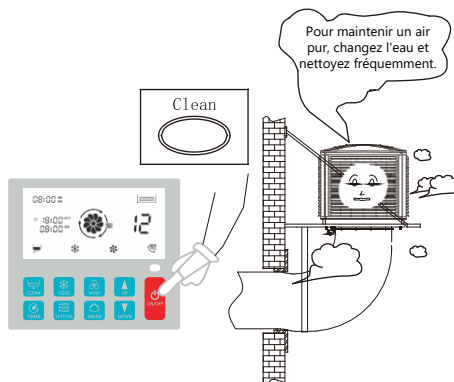 Pour maintenir un air
pur, changez l'eau et
nettoyez fréquemment.
Clean
08:00
18:00
08:00
12
CLEAN COOL WIND UP
ON/OFF
TIMER SWING DOWN